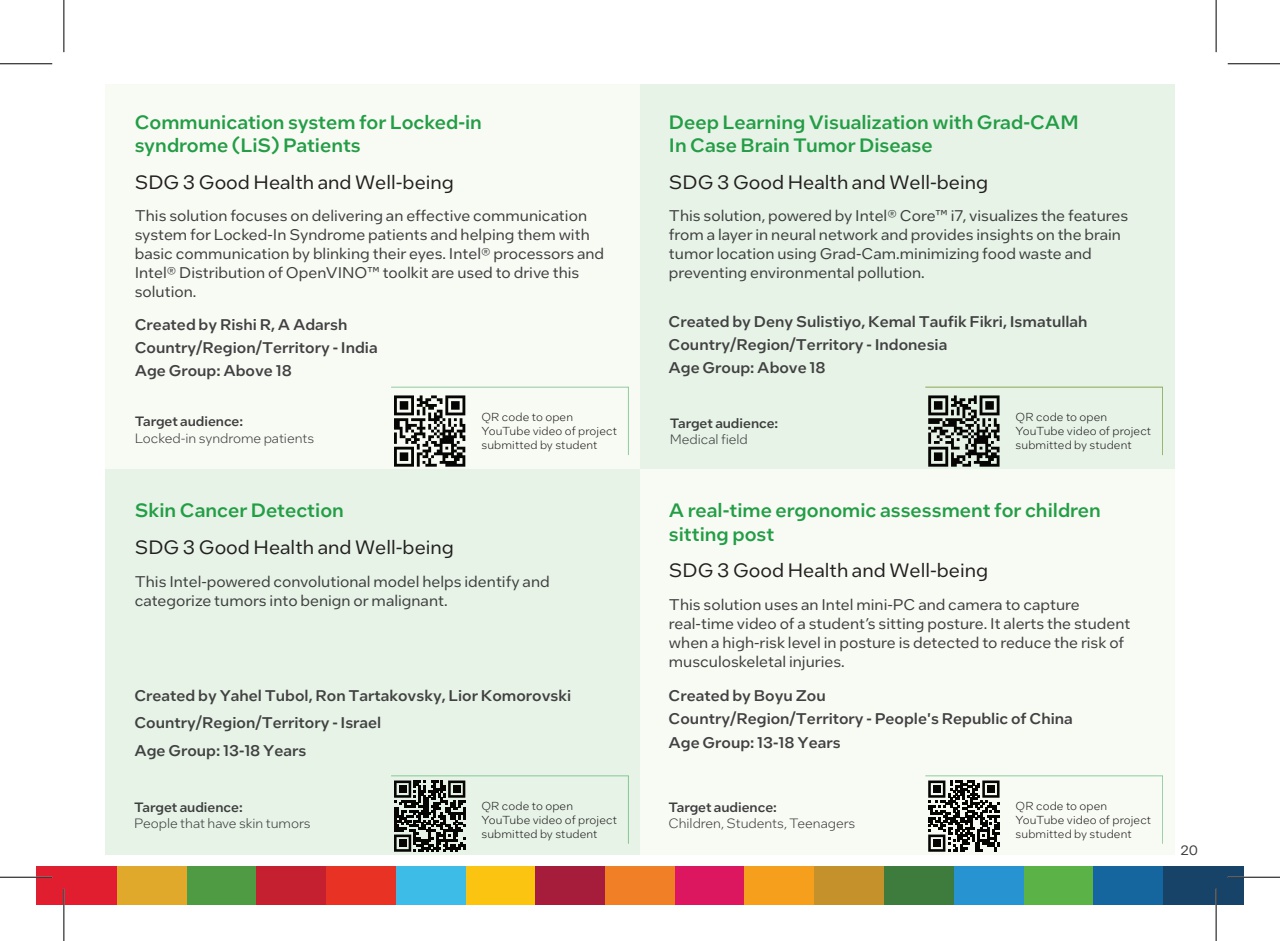 Communication system for Locked-in
syndrome (LiS) Patients
SDG 3 Good Health and Well-being
This solution focuses on delivering an effective communication
system for Locked-In Syndrome patients and helping them with
basic communication by blinking their eyes. Intel® processors and
Intel® Distribution of OpenVINO™ toolkit are used to drive this
solution.
Created by Rishi R, A Adarsh
Country/Region/Territory - India
Age Group: Above 18
Target audience:
Locked-in syndrome patients
QR code to open
YouTube video of project
submitted by student
Deep Learning Visualization with Grad-CAM
In Case Brain Tumor Disease
SDG 3 Good Health and Well-being
This solution, powered by Intel® Core™ i7, visualizes the features
from a layer in neural network and provides insights on the brain
tumor location using Grad-Cam.minimizing food waste and
preventing environmental pollution.
Created by Deny Sulistiyo, Kemal Taufik Fikri, Ismatullah
Country/Region/Territory - Indonesia
Age Group: Above 18
Target audience:
Medical field
QR code to open
YouTube video of project
submitted by student
Skin Cancer Detection
SDG 3 Good Health and Well-being
This Intel-powered convolutional model helps identify and
categorize tumors into benign or malignant.
Created by Yahel Tubol, Ron Tartakovsky, Lior Komorovski
Country/Region/Territory - Israel
Age Group: 13-18 Years
Target audience:
People that have skin tumors
QR code to open
YouTube video of project
submitted by student
A real-time ergonomic assessment for children
sitting post
SDG 3 Good Health and Well-being
This solution uses an Intel mini-PC and camera to capture
real-time video of a student’s sitting posture. It alerts the student
when a high-risk level in posture is detected to reduce the risk of
musculoskeletal injuries.
Created by Boyu Zou
Country/Region/Territory - People's Republic of China
Age Group: 13-18 Years
Target audience:
Children, Students, Teenagers
QR code to open
YouTube video of project
submitted by student
20